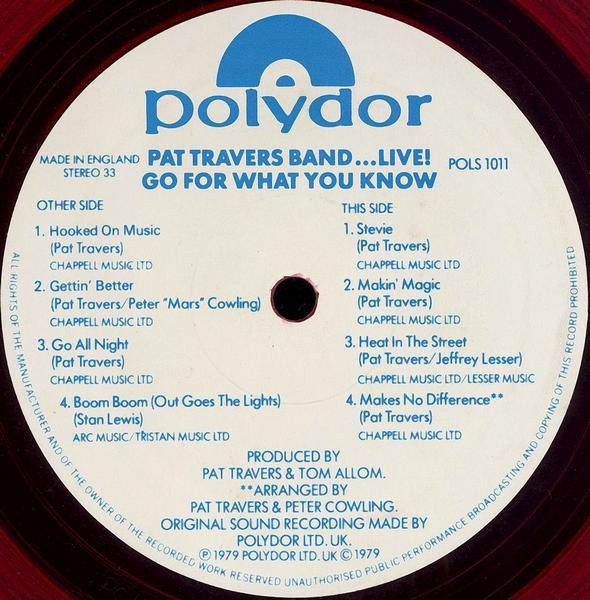 polydor
MADE IN ENGLAND
STEREO 33
PAT TRAVERS BAND...LIVE!
GO FOR WHAT YOU KNOW
POLS 1011
OTHER SIDE
1. Hooked On Music
(Pat Travers)
CHAPPELL MUSIC LTD
2. Gettin' Better
(Pat Travers/Peter "Mars" Cowling)
CHAPPELL MUSIC LTD
3. Go All Night
(Pat Travers)
CHAPPELL MUSIC LTD
4. Boom Boom (Out Goes The Lights)
(Stan Lewis)
ARC MUSIC/TRISTAN MUSIC LTD
THIS SIDE
1. Stevie
(Pat Travers)
CHAPPELL MUSIC LTD
2. Makin' Magic
(Pat Travers)
CHAPPELL MUSIC LTD
3. Heat In The Street
(Pat Travers/Jeffrey Lesser)
CHAPPELL MUSIC LTD/LESSER MUSIC
4. Makes No Difference**
(Pat Travers)
CHAPPELL MUSIC LTD
PRODUCED BY
PAT TRAVERS & TOM ALLOM.
**ARRANGED BY
PAT TRAVERS & PETER COWLING.
ORIGINAL SOUND RECORDING MADE BY
POLYDOR LTD. UK.
℗ 1979 POLYDOR LTD. UK © 1979
ALL RIGHTS OF THE MANUFACTURER AND OF THE OWNER OF THE RECORDED WORK RESERVED UNAUTHORISED PUBLIC PERFORMANCE BROADCASTING AND COPYING OF THIS RECORD PROHIBITED